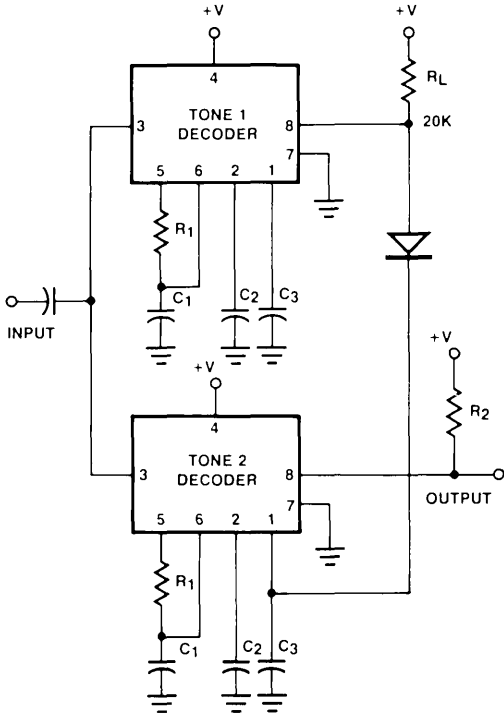 +V
+V
4
RL
TONE 1
DECODER
3
8
20K
7
5
6
2
1
R1
C1
C2
C3
INPUT
+V
+V
4
R2
TONE 2
DECODER
3
8
OUTPUT
7
5
6
2
1
R1
C1
C2
C3